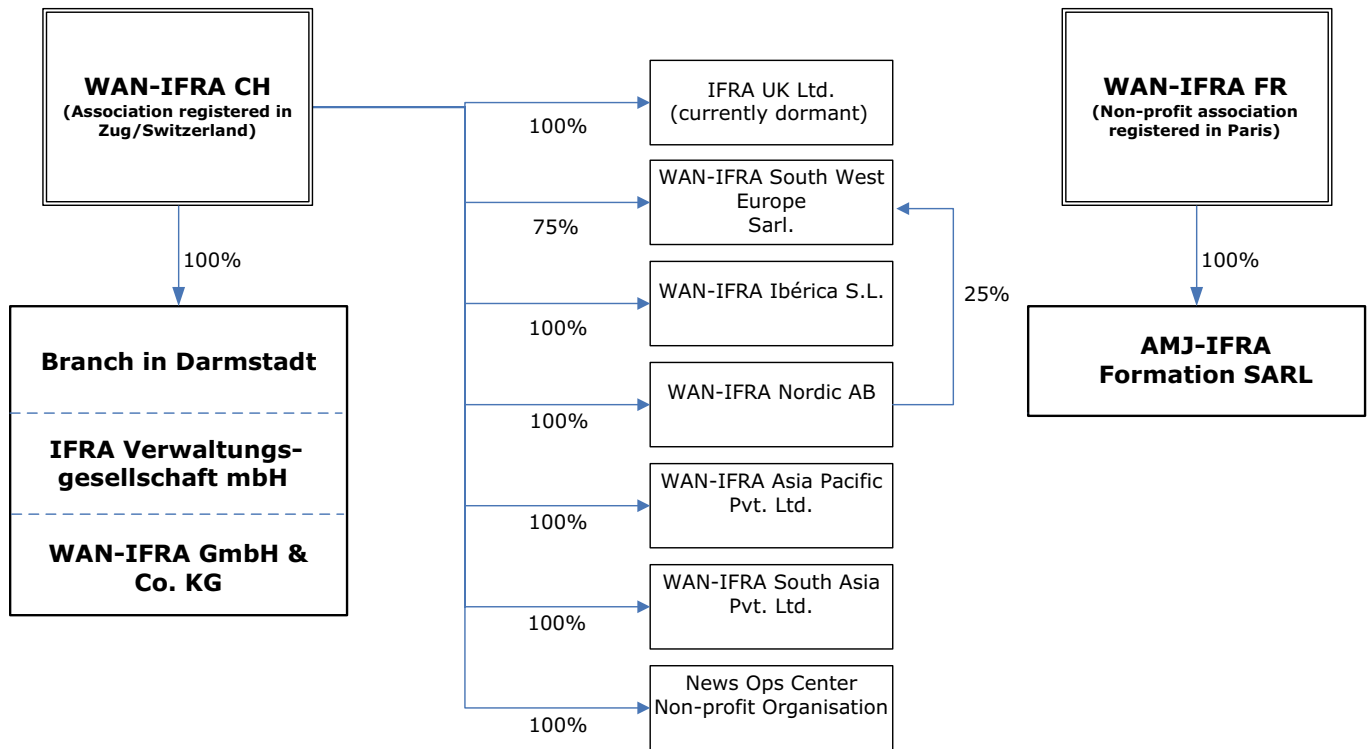 WAN-IFRA CH
(Association registered in
Zug/Switzerland)
100%
Branch in Darmstadt
IFRA Verwaltungs-
gesellschaft mbH
WAN-IFRA GmbH &
Co. KG
IFRA UK Ltd.
(currently dormant)
100%
WAN-IFRA South West
Europe
Sarl.
75%
WAN-IFRA Ibérica S.L.
100%
25%
WAN-IFRA Nordic AB
100%
WAN-IFRA Asia Pacific
Pvt. Ltd.
100%
WAN-IFRA South Asia
Pvt. Ltd.
100%
News Ops Center
Non-profit Organisation
100%
WAN-IFRA FR
(Non-profit association
registered in Paris)
100%
AMJ-IFRA
Formation SARL